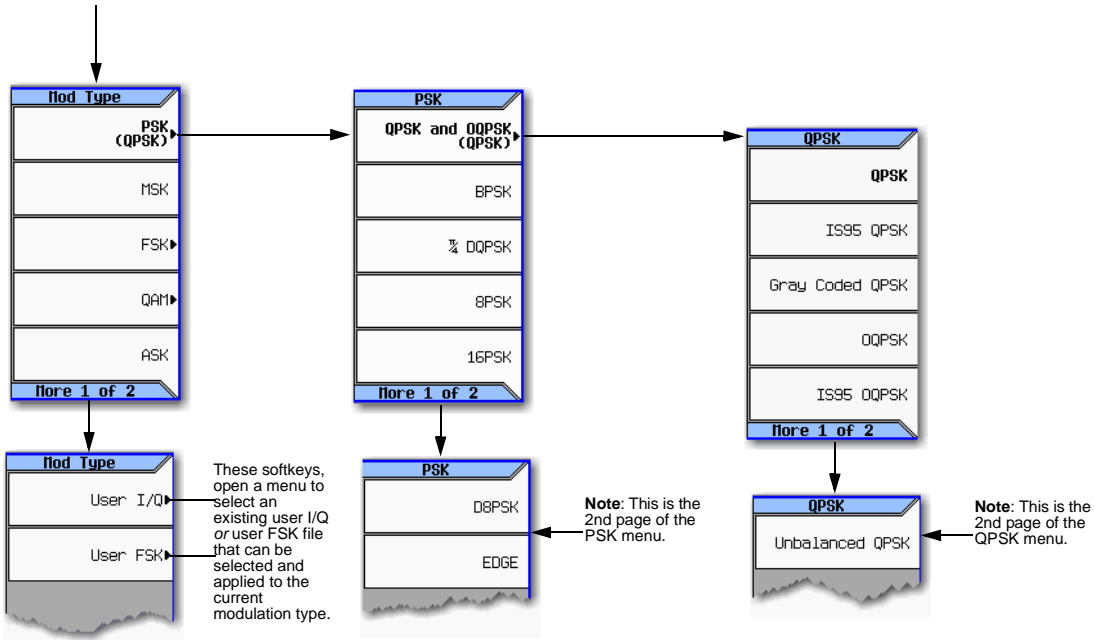 Mod Type
PSK
(QPSK)
MSK
FSK
QAM
ASK
More 1 of 2
PSK
QPSK and OQPSK
(QPSK)
BPSK
π/4 DQPSK
8PSK
16PSK
More 1 of 2
QPSK
QPSK
IS95 QPSK
Gray Coded QPSK
OQPSK
IS95 OQPSK
More 1 of 2
Mod Type
User I/Q
User FSK
These softkeys,
open a menu to
select an
existing user I/Q
or user FSK file
that can be
selected and
applied to the
current
modulation type.
PSK
D8PSK
EDGE
Note: This is the
2nd page of the
PSK menu.
QPSK
Unbalanced QPSK
Note: This is the
2nd page of the
QPSK menu.